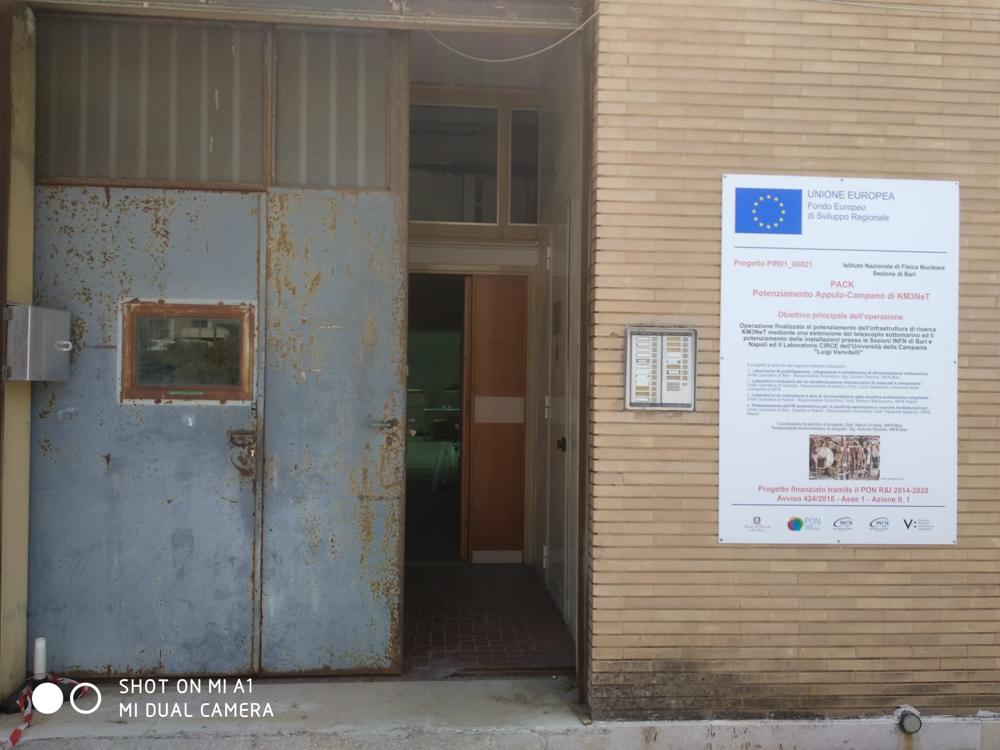 UNIONE EUROPEA
Fondo Europeo
di Sviluppo Regionale
Progetto PIR01_00021
Istituto Nazionale di Fisica Nucleare
Sezione di Bari
PACK
Potenziamento Appulo-Campano di KM3NeT
Obiettivo principale dell'operazione
Operazione finalizzata al potenziamento dell'infrastruttura di ricerca
KM3NeT mediante una estensione del telescopio sottomarino ed il
potenziamento delle installazioni presso le Sezioni INFN di Bari e
Napoli ed il Laboratorio CIRCE dell'Università della Campania
"Luigi Vanvitelli"
Il progetto si articola nei seguenti obiettivi realizzativi:
1. Laboratorio di prototipazione, integrazione e accettazione di strumentazione sottomarina -
Unità Operativa di Bari - Responsabile Scientifico: Ing. Cosimo Pastore, INFN Bari
2. Laboratorio isotopico per la caratterizzazione microscopica di materiali e componenti -
Unità Operativa di Caserta - Responsabile Scientifico: Prof. Lucio Gialanella, Università della
Campania e INFN
3. Laboratorio di costruzione e test di strumentazione opto-acustica sottomarina complessa -
Unità Operativa di Napoli - Responsabile Scientifico: Dott. Stefano Mastroianni, INFN Napoli
4. Potenziamento dell'IR sottomarina per la neutrino-astronomia e ricerche multidisciplinari -
Unità Operative di Bari, Caserta e Napoli - Responsabile Scientifico: Dott. Pasquale Migliozzi, INFN
Napoli
Coordinatore Scientifico di progetto: Dott. Marco Circella, INFN Bari
Responsabile Amministrativo di progetto: Sig. Antonio Silvestri, INFN Bari
Progetto finanziato tramite il PON R&I 2014-2020
Avviso 424/2018 - Asse 1 - Azione II. 1
PON
INFN
INFN
V:
SHOT ON MI A1
MI DUAL CAMERA